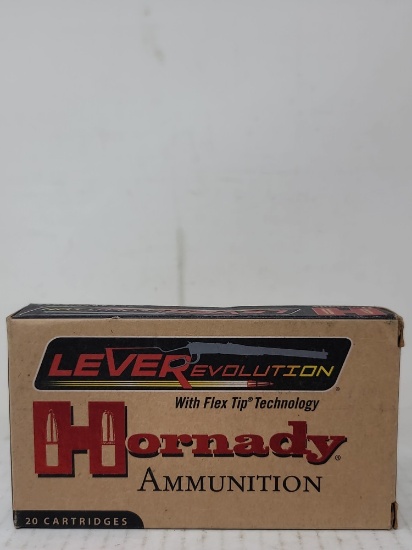 LEVEREVOLUTION®
With Flex Tip® Technology
Hornady®
AMMUNITION
20 CARTRIDGES